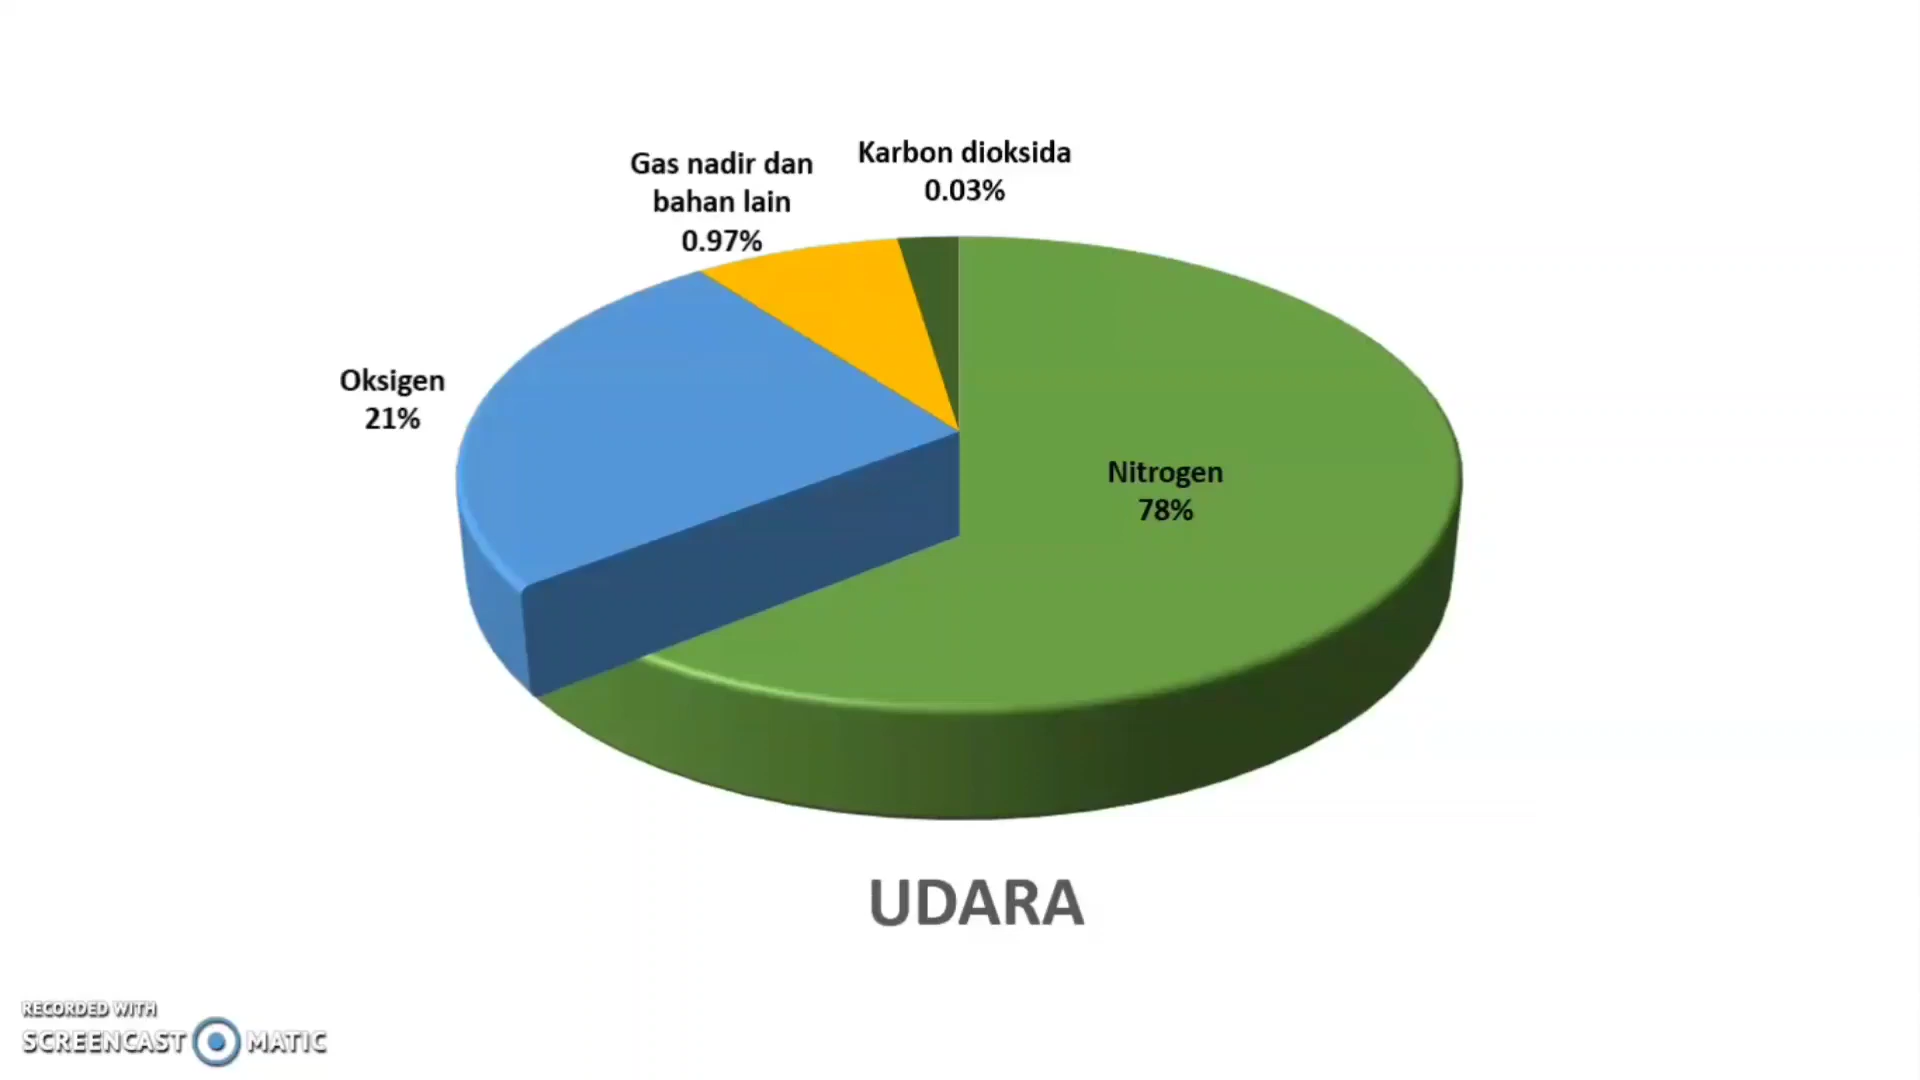 Gas nadir dan
bahan lain
0.97%
Karbon dioksida
0.03%
Oksigen
21%
Nitrogen
78%
UDARA
RECORDED WITH
SCREENCAST MATIC